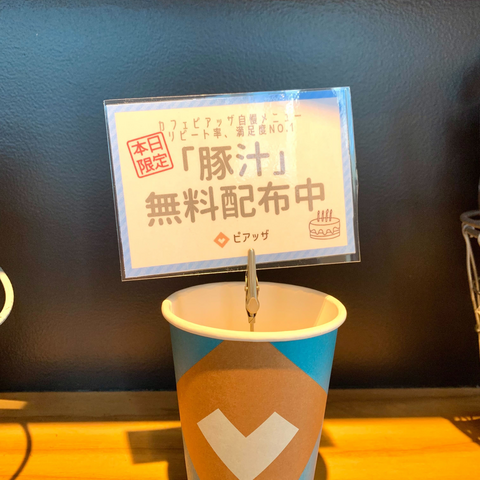 カフェピアッザ自慢メニュー
リピート率、満足度NO.1
本日
限定
「豚汁」
無料配布中
ピアッザ